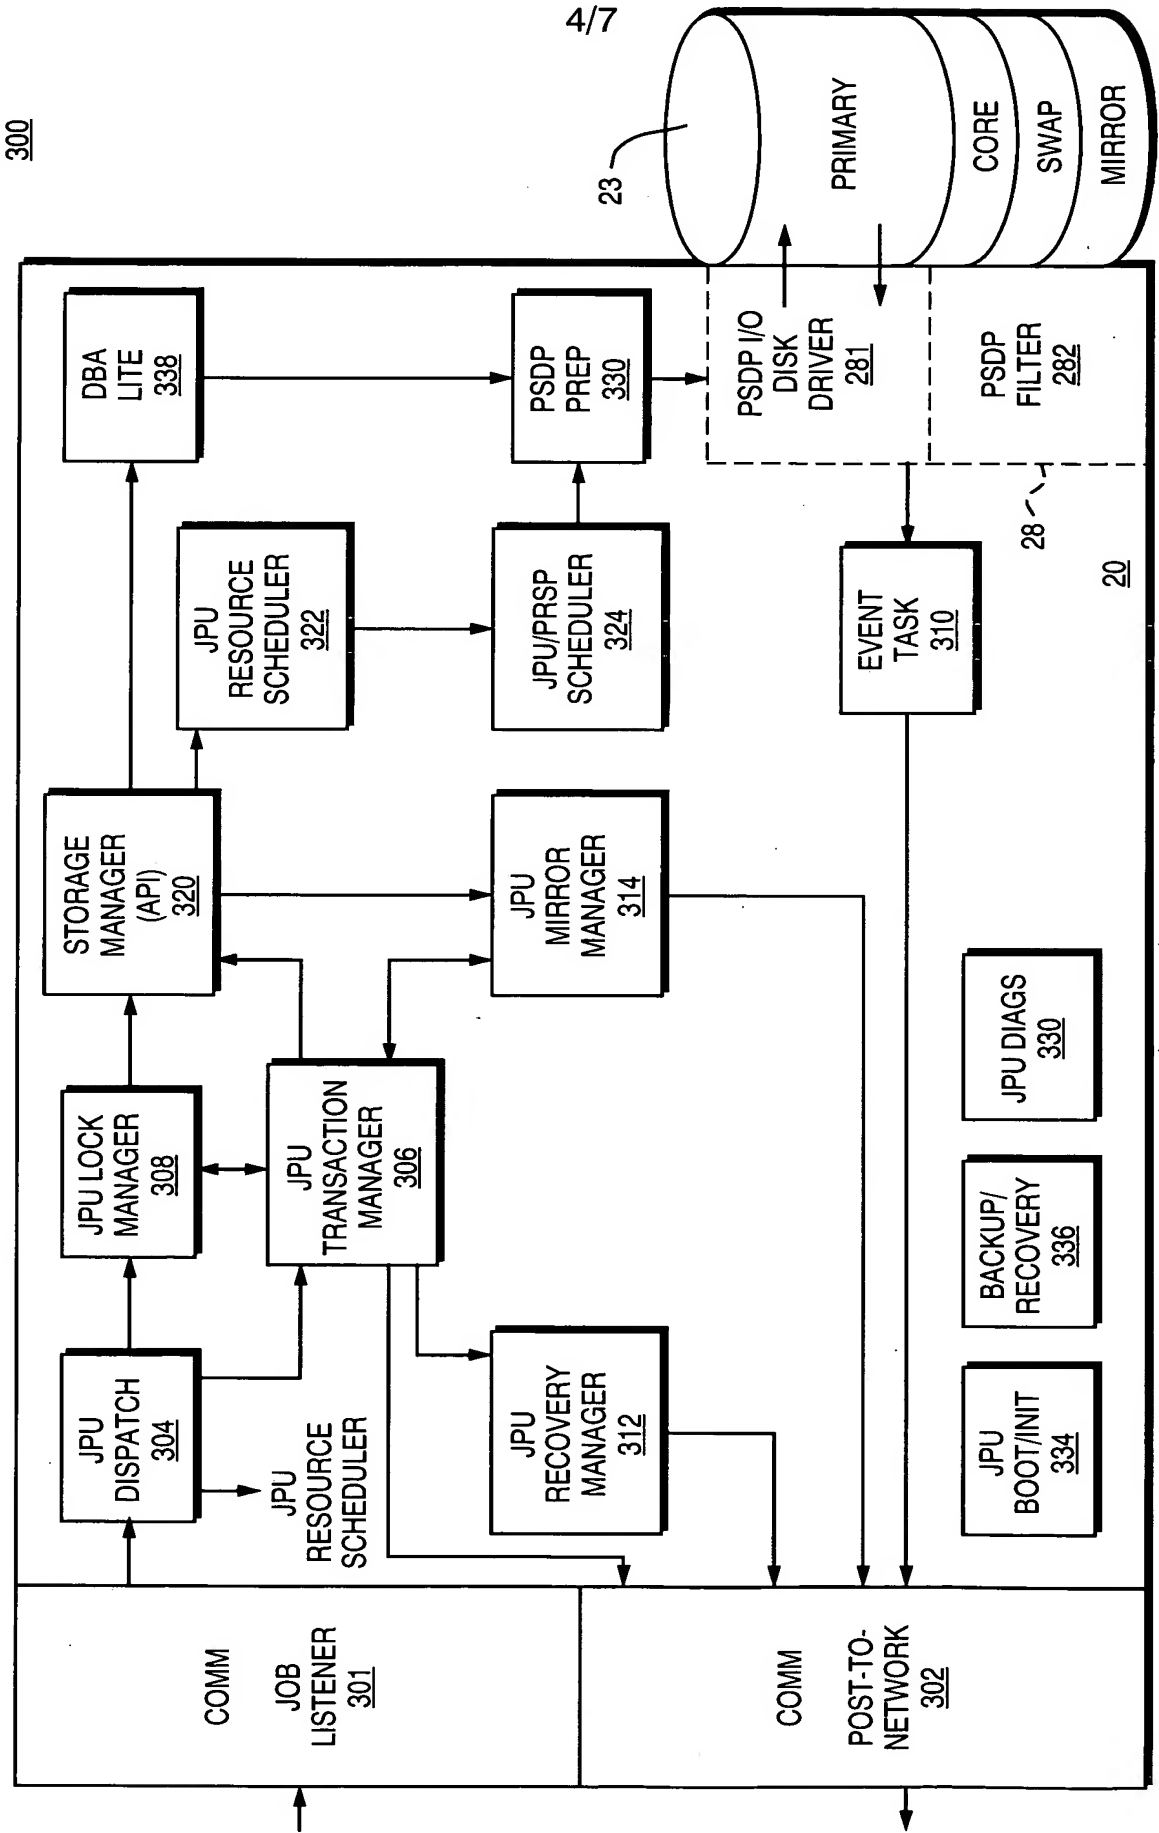 4/7
300
COMM
JOB
LISTENER
301
COMM
POST-TO-
NETWORK
302
JPU
DISPATCH
304
JPU
RESOURCE
SCHEDULER
JPU LOCK
MANAGER
308
JPU
TRANSACTION
MANAGER
306
JPU
RECOVERY
MANAGER
312
STORAGE
MANAGER
(API)
320
JPU
MIRROR
MANAGER
314
JPU
RESOURCE
SCHEDULER
322
JPU/PRSP
SCHEDULER
324
DBA
LITE
338
PSDP
PREP
330
PSDP I/O
DISK
DRIVER
281
PSDP
FILTER
282
28
20
EVENT
TASK
310
JPU
BOOT/INIT
334
BACKUP/
RECOVERY
336
JPU DIAGS
330
23
PRIMARY
CORE
SWAP
MIRROR